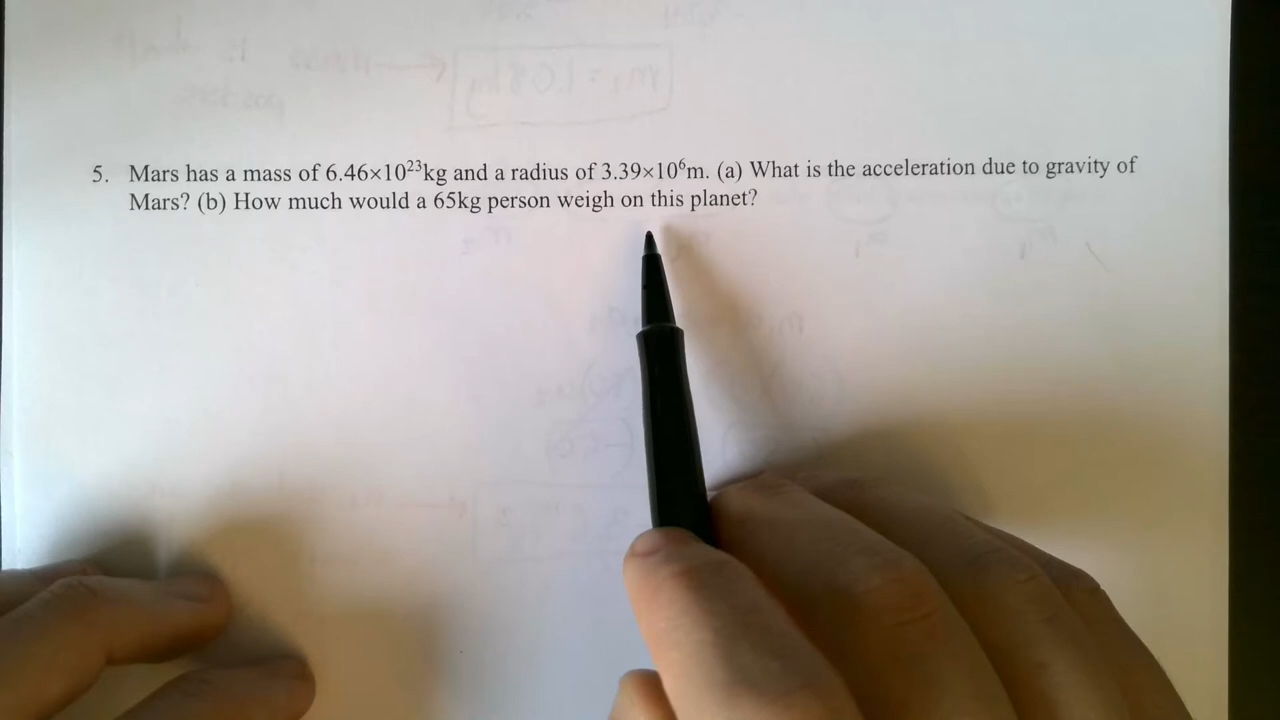 5. Mars has a mass of 6.46×10²³kg and a radius of 3.39×10⁶m. (a) What is the acceleration due to gravity of
Mars? (b) How much would a 65kg person weigh on this planet?